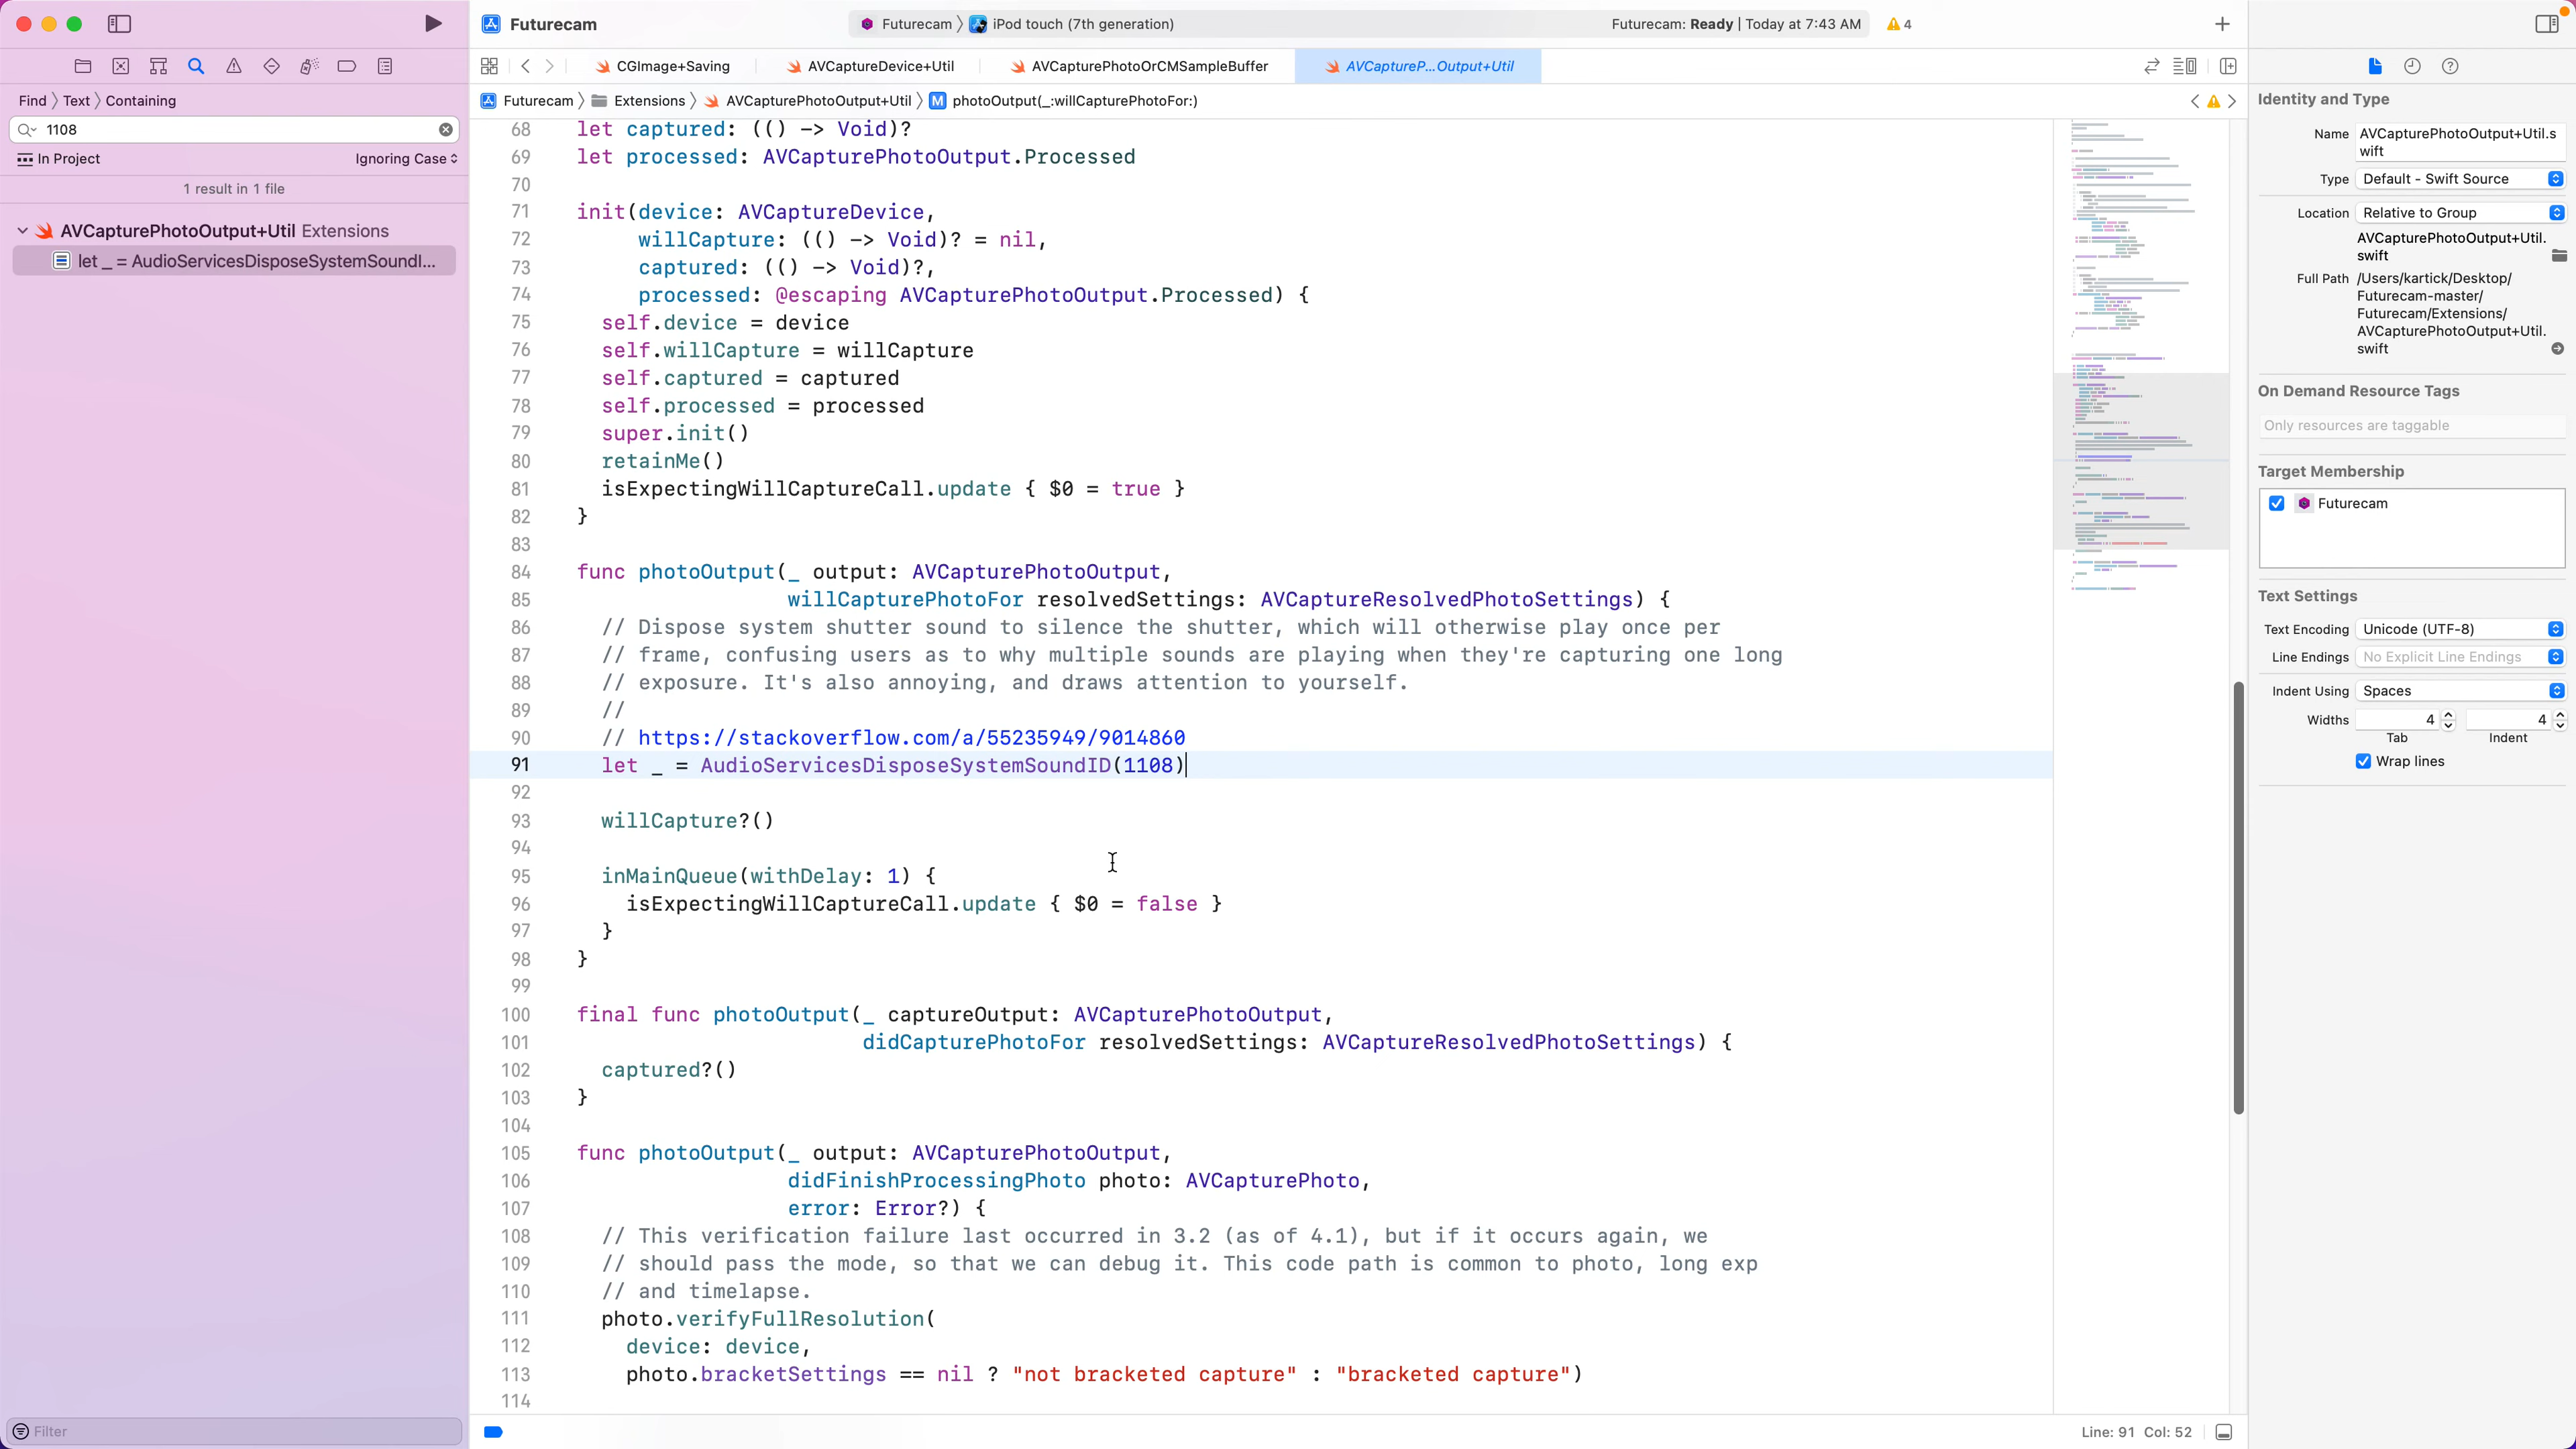 Futurecam
Futurecam 〉 iPod touch (7th generation)
Futurecam: Ready | Today at 7:43 AM
4
CGImage+Saving
AVCaptureDevice+Util
AVCapturePhotoOrCMSampleBuffer
AVCaptureP...Output+Util
Find 〉 Text 〉 Containing
1108
In Project
Ignoring Case
1 result in 1 file
AVCapturePhotoOutput+Util Extensions
let _ = AudioServicesDisposeSystemSoundI...
Filter
Futurecam 〉 Extensions 〉 AVCapturePhotoOutput+Util 〉 M photoOutput(_:willCapturePhotoFor:)
68 let captured: (() -> Void)?
69 let processed: AVCapturePhotoOutput.Processed
70
71 init(device: AVCaptureDevice,
72 willCapture: (() -> Void)? = nil,
73 captured: (() -> Void)?,
74 processed: @escaping AVCapturePhotoOutput.Processed) {
75 self.device = device
76 self.willCapture = willCapture
77 self.captured = captured
78 self.processed = processed
79 super.init()
80 retainMe()
81 isExpectingWillCaptureCall.update { $0 = true }
82 }
83
84 func photoOutput(_ output: AVCapturePhotoOutput,
85 willCapturePhotoFor resolvedSettings: AVCaptureResolvedPhotoSettings) {
86 // Dispose system shutter sound to silence the shutter, which will otherwise play once per
87 // frame, confusing users as to why multiple sounds are playing when they're capturing one long
88 // exposure. It's also annoying, and draws attention to yourself.
89 //
90 // https://stackoverflow.com/a/55235949/9014860
91 let _ = AudioServicesDisposeSystemSoundID(1108)
92
93 willCapture?()
94
95 inMainQueue(withDelay: 1) {
96 isExpectingWillCaptureCall.update { $0 = false }
97 }
98 }
99
100 final func photoOutput(_ captureOutput: AVCapturePhotoOutput,
101 didCapturePhotoFor resolvedSettings: AVCaptureResolvedPhotoSettings) {
102 captured?()
103 }
104
105 func photoOutput(_ output: AVCapturePhotoOutput,
106 didFinishProcessingPhoto photo: AVCapturePhoto,
107 error: Error?) {
108 // This verification failure last occurred in 3.2 (as of 4.1), but if it occurs again, we
109 // should pass the mode, so that we can debug it. This code path is common to photo, long exp
110 // and timelapse.
111 photo.verifyFullResolution(
112 device: device,
113 photo.bracketSettings == nil ? "not bracketed capture" : "bracketed capture")
114
Line: 91 Col: 52
Identity and Type
Name AVCapturePhotoOutput+Util.s
wift
Type Default - Swift Source
Location Relative to Group
AVCapturePhotoOutput+Util.
swift
Full Path /Users/kartick/Desktop/
Futurecam-master/
Futurecam/Extensions/
AVCapturePhotoOutput+Util.
swift
On Demand Resource Tags
Only resources are taggable
Target Membership
Futurecam
Text Settings
Text Encoding Unicode (UTF-8)
Line Endings No Explicit Line Endings
Indent Using Spaces
Widths 4 4
Tab Indent
Wrap lines